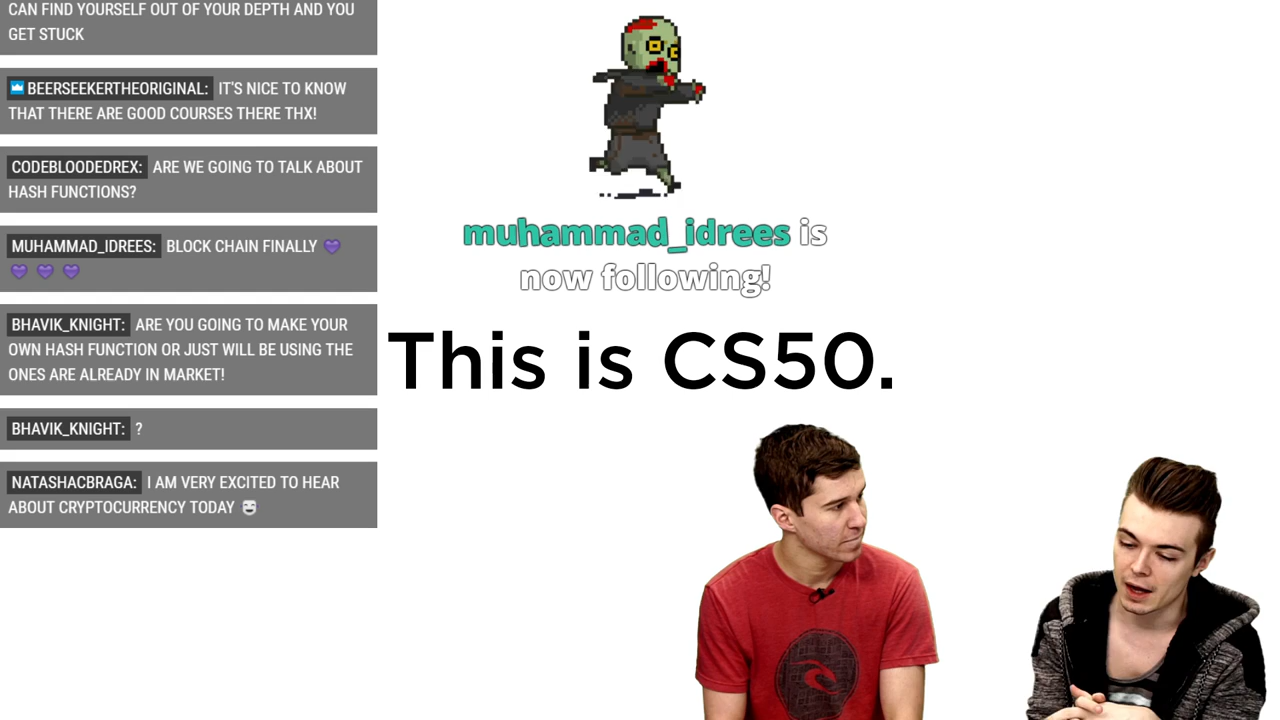 CAN FIND YOURSELF OUT OF YOUR DEPTH AND YOU
GET STUCK
BEERSEEKERTHEORIGINAL: IT'S NICE TO KNOW
THAT THERE ARE GOOD COURSES THERE THX!
CODEBLOODEDREX: ARE WE GOING TO TALK ABOUT
HASH FUNCTIONS?
MUHAMMAD_IDREES: BLOCK CHAIN FINALLY 💜
💜 💜 💜
BHAVIK_KNIGHT: ARE YOU GOING TO MAKE YOUR
OWN HASH FUNCTION OR JUST WILL BE USING THE
ONES ARE ALREADY IN MARKET!
BHAVIK_KNIGHT: ?
NATASHACBRAGA: I AM VERY EXCITED TO HEAR
ABOUT CRYPTOCURRENCY TODAY
muhammad_idrees is
now following!
This is CS50.